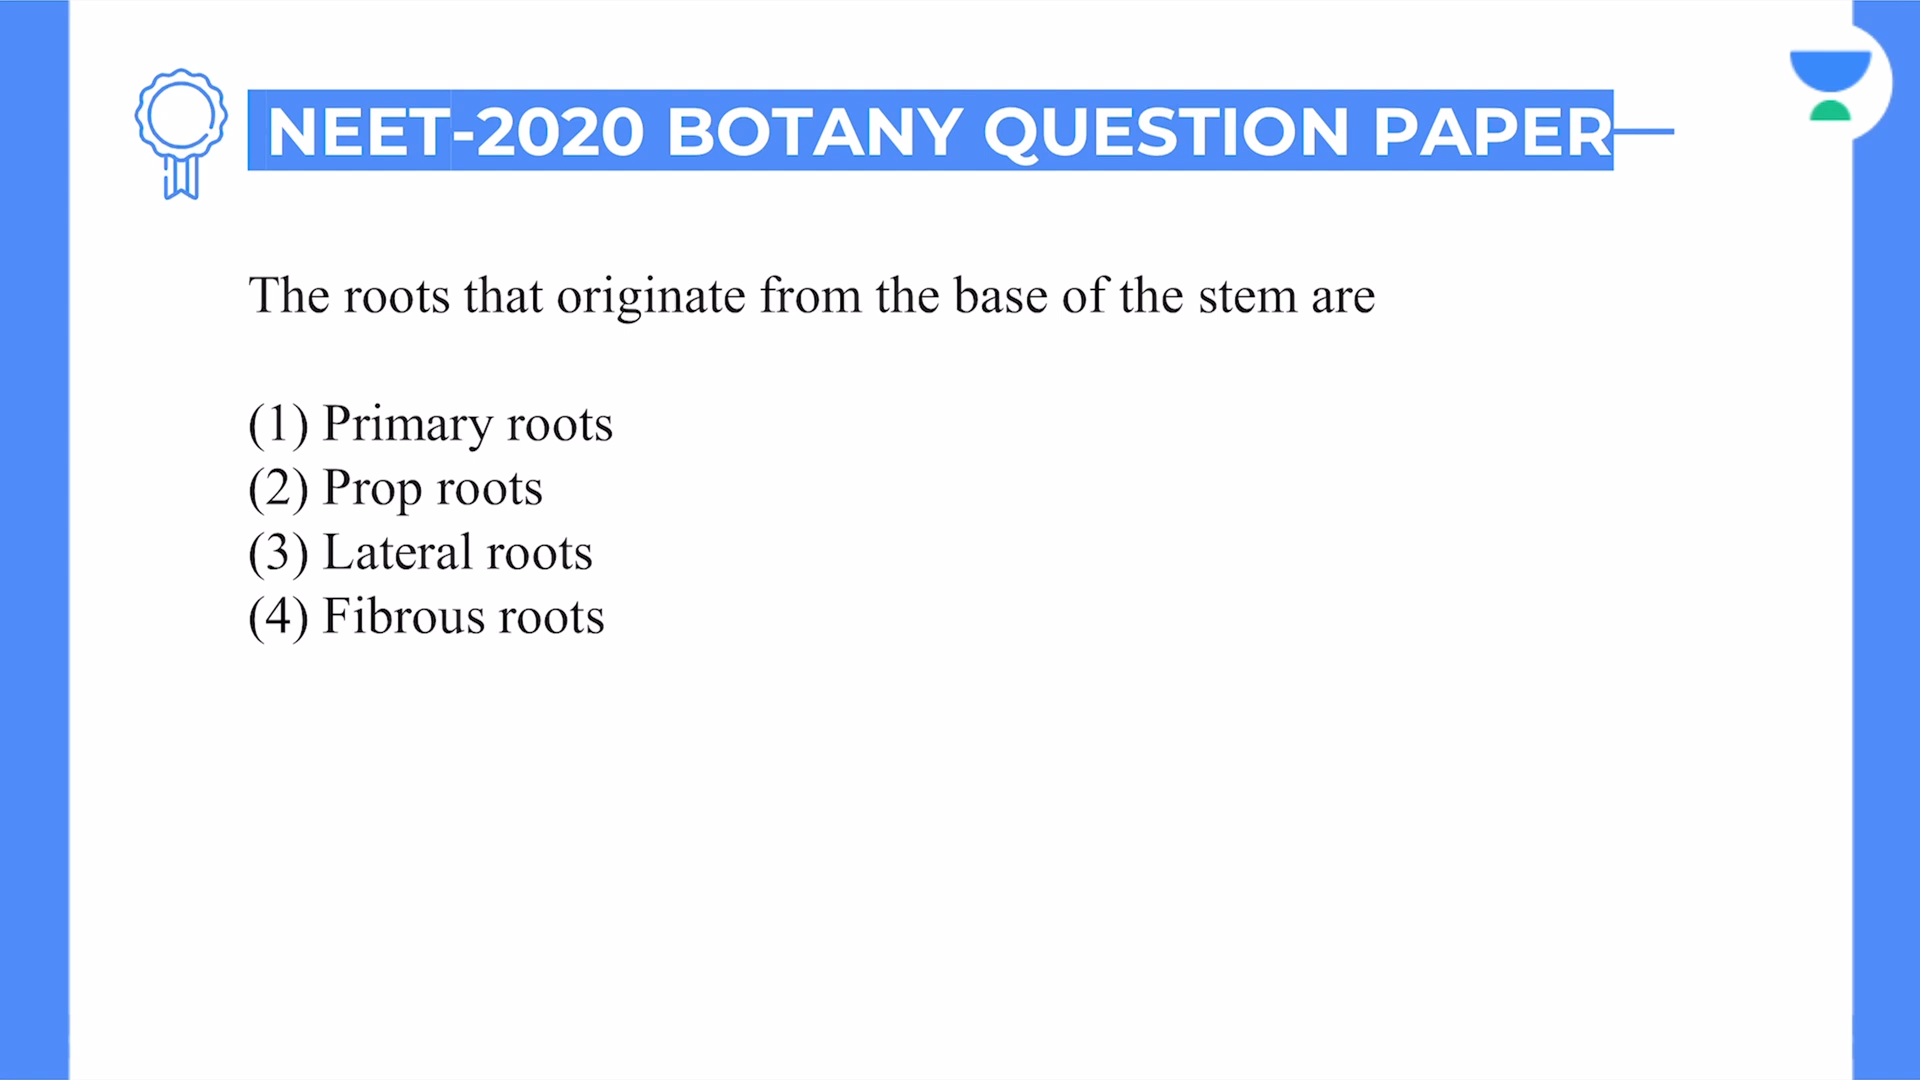 NEET-2020 BOTANY QUESTION PAPER
The roots that originate from the base of the stem are
(1) Primary roots
(2) Prop roots
(3) Lateral roots
(4) Fibrous roots